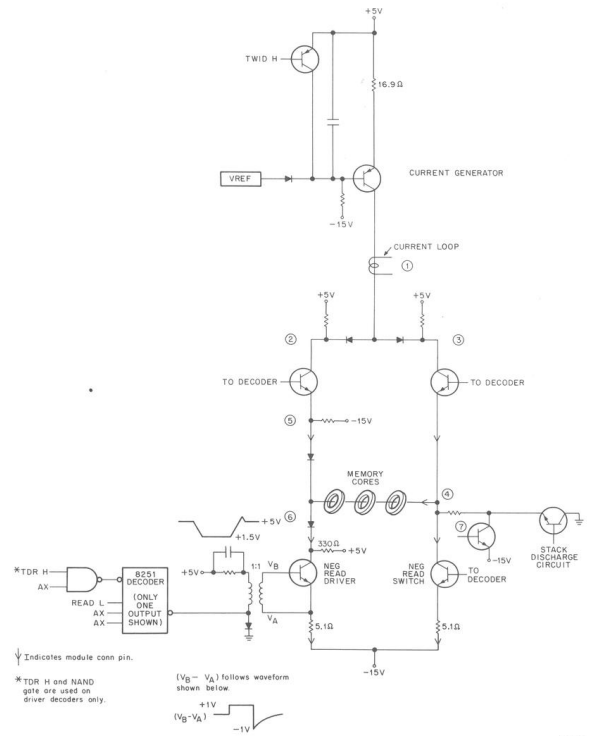 +5V
TWID H
16.9Ω
VREF
CURRENT GENERATOR
-15V
CURRENT LOOP
1
+5V
+5V
2
3
TO DECODER
TO DECODER
5
-15V
MEMORY
CORES
4
6
+5V
+1.5V
7
330Ω
+5V
-15V
STACK
DISCHARGE
CIRCUIT
*TDR H
AX
8251
DECODER
(ONLY
ONE
OUTPUT
SHOWN)
READ L
AX
AX
+5V
1:1
VB
VA
NEG
READ
DRIVER
NEG
READ
SWITCH
TO
DECODER
5.1Ω
5.1Ω
-15V
Indicates module conn pin.
*TDR H and NAND
gate are used on
driver decoders only.
(VB- VA) follows waveform
shown below.
+1V
(VB-VA)
-1V